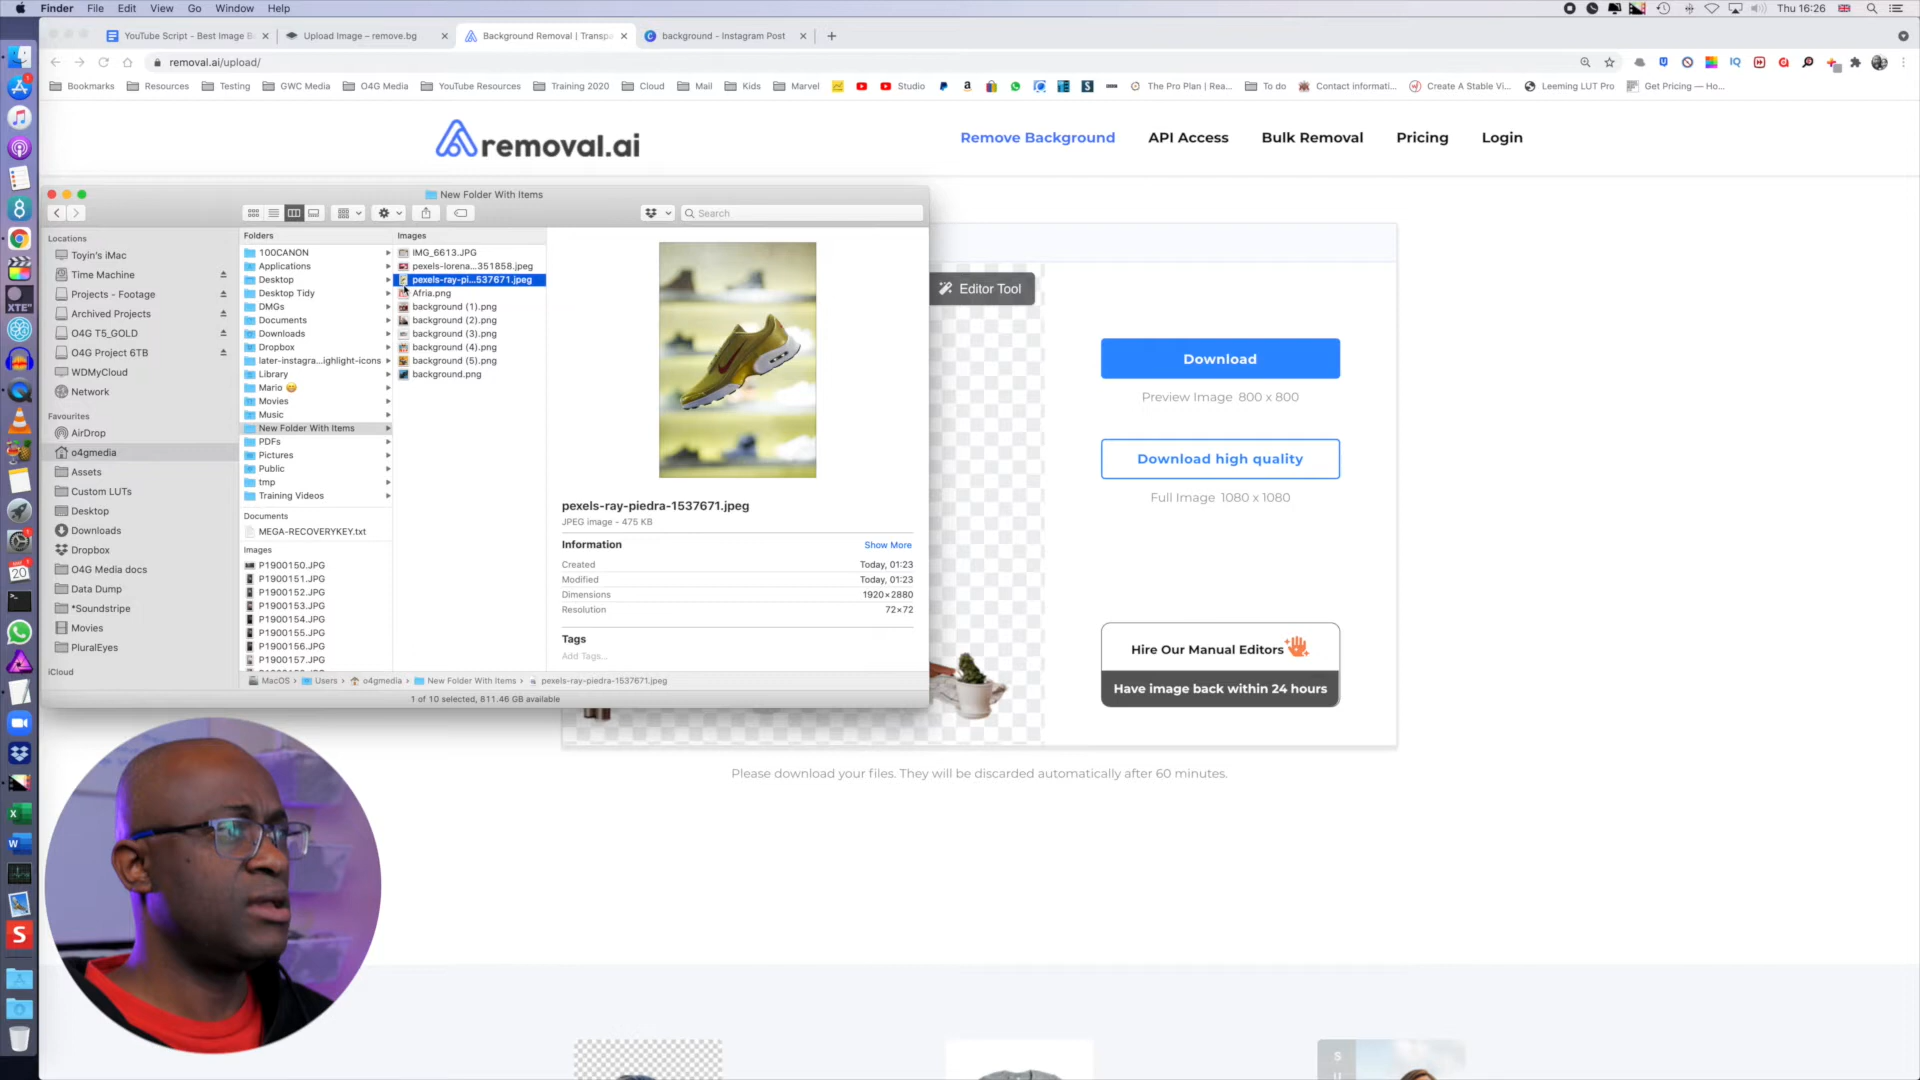 Finder File Edit View Go Window Help
Thu 16:26
YouTube Script - Best Image B
Upload Image – remove.bg
Background Removal | Transpa
background - Instagram Post
removal.ai/upload/
Bookmarks Resources Testing GWC Media O4G Media YouTube Resources Training 2020 Cloud Mail Kids Marvel Studio The Pro Plan | Rea... To do Contact informati... Create A Stable Vi... Leeming LUT Pro Get Pricing — Ho...
removal.ai
Remove Background API Access Bulk Removal Pricing Login
New Folder With Items
Search
Locations
Toyin's iMac
Time Machine
Projects - Footage
Archived Projects
O4G T5_GOLD
O4G Project 6TB
WDMyCloud
Network
Favourites
AirDrop
o4gmedia
Assets
Custom LUTs
Desktop
Downloads
Dropbox
O4G Media docs
Data Dump
*Soundstripe
Movies
PluralEyes
iCloud
Folders
100CANON
Applications
Desktop
Desktop Tidy
DMGs
Documents
Downloads
Dropbox
later-instagra...ighlight-icons
Library
Mario 😄
Movies
Music
New Folder With Items
PDFs
Pictures
Public
tmp
Training Videos
Documents
MEGA-RECOVERYKEY.txt
Images
P1900150.JPG
P1900151.JPG
P1900152.JPG
P1900153.JPG
P1900154.JPG
P1900155.JPG
P1900156.JPG
P1900157.JPG
Images
IMG_6613.JPG
pexels-lorena...351858.jpeg
pexels-ray-pi...537671.jpeg
Afria.png
background (1).png
background (2).png
background (3).png
background (4).png
background (5).png
background.png
pexels-ray-piedra-1537671.jpeg
JPEG image - 475 KB
Information Show More
Created Today, 01:23
Modified Today, 01:23
Dimensions 1920×2880
Resolution 72×72
Tags
Add Tags...
MacOS › Users › o4gmedia › New Folder With Items › pexels-ray-piedra-1537671.jpeg
1 of 10 selected, 811.46 GB available
Editor Tool
Download
Preview Image 800 x 800
Download high quality
Full Image 1080 x 1080
Hire Our Manual Editors
Have image back within 24 hours
Please download your files. They will be discarded automatically after 60 minutes.